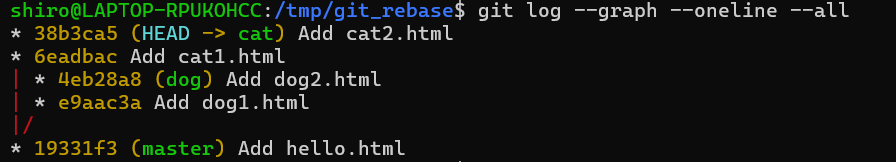 shiro@LAPTOP-RPUKOHCC:/tmp/git_rebase$ git log --graph --oneline --all
* 38b3ca5 (HEAD -> cat) Add cat2.html
* 6eadbac Add cat1.html
| * 4eb28a8 (dog) Add dog2.html
| * e9aac3a Add dog1.html
|/
* 19331f3 (master) Add hello.html